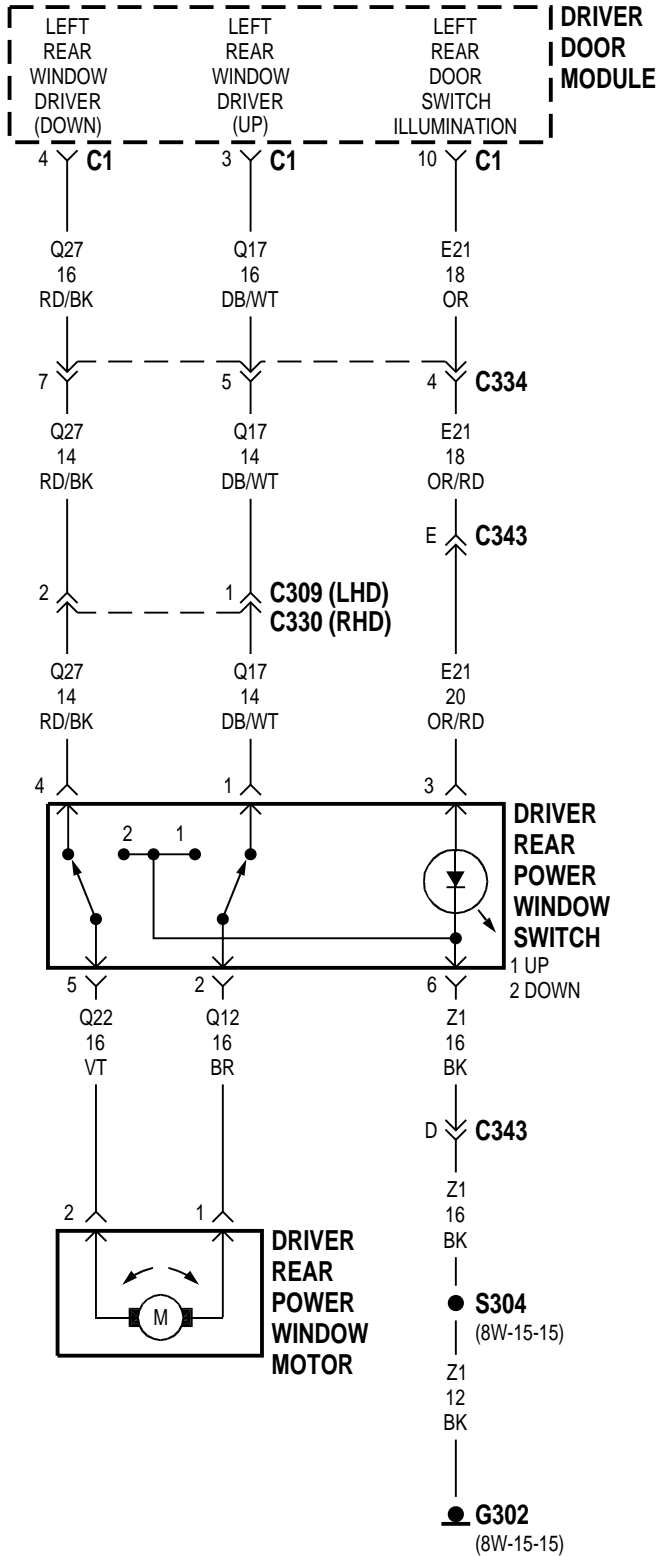 LEFT
REAR
WINDOW
DRIVER
(DOWN)
LEFT
REAR
WINDOW
DRIVER
(UP)
LEFT
REAR
DOOR
SWITCH
ILLUMINATION
DRIVER
DOOR
MODULE
4 C1
3 C1
10 C1
Q27
16
RD/BK
Q17
16
DB/WT
E21
18
OR
7
5
4 C334
Q27
14
RD/BK
Q17
14
DB/WT
E21
18
OR/RD
E C343
2
1 C309 (LHD)
C330 (RHD)
Q27
14
RD/BK
Q17
14
DB/WT
E21
20
OR/RD
4
1
3
2 1
DRIVER
REAR
POWER
WINDOW
SWITCH
1 UP
2 DOWN
5
2
6
Q22
16
VT
Q12
16
BR
Z1
16
BK
D C343
2
1
M
DRIVER
REAR
POWER
WINDOW
MOTOR
Z1
16
BK
S304
(8W-15-15)
Z1
12
BK
G302
(8W-15-15)